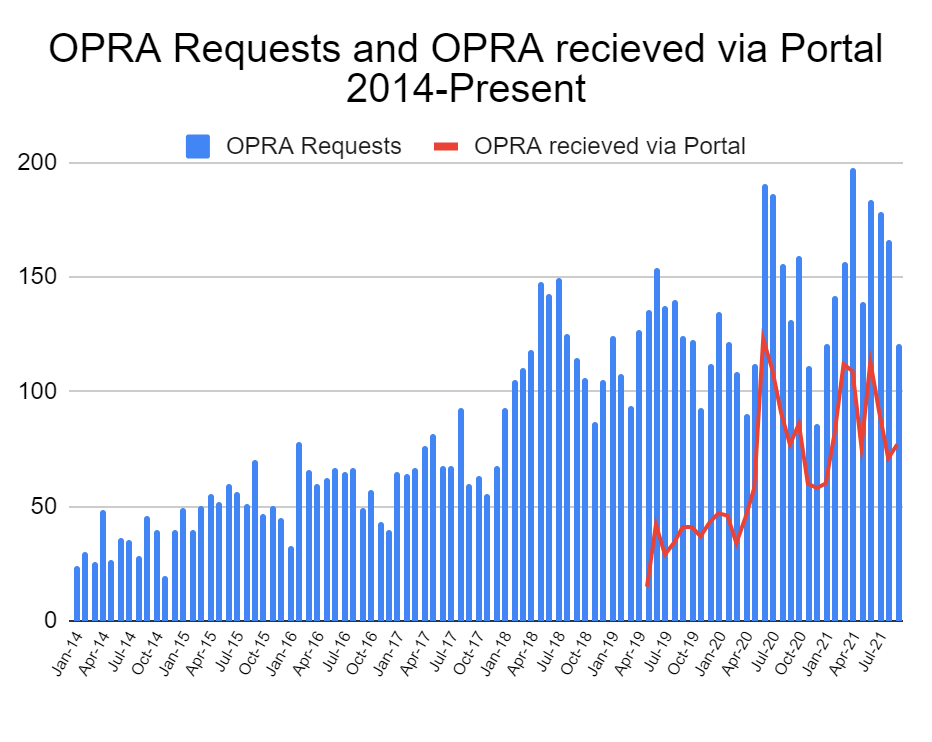 OPRA Requests and OPRA recieved via Portal
2014-Present
OPRA Requests
OPRA recieved via Portal
200
150
100
50
0
Jan-14
Apr-14
Jul-14
Oct-14
Jan-15
Apr-15
Jul-15
Oct-15
Jan-16
Apr-16
Jul-16
Oct-16
Jan-17
Apr-17
Jul-17
Oct-17
Jan-18
Apr-18
Jul-18
Oct-18
Jan-19
Apr-19
Jul-19
Oct-19
Jan-20
Apr-20
Jul-20
Oct-20
Jan-21
Apr-21
Jul-21